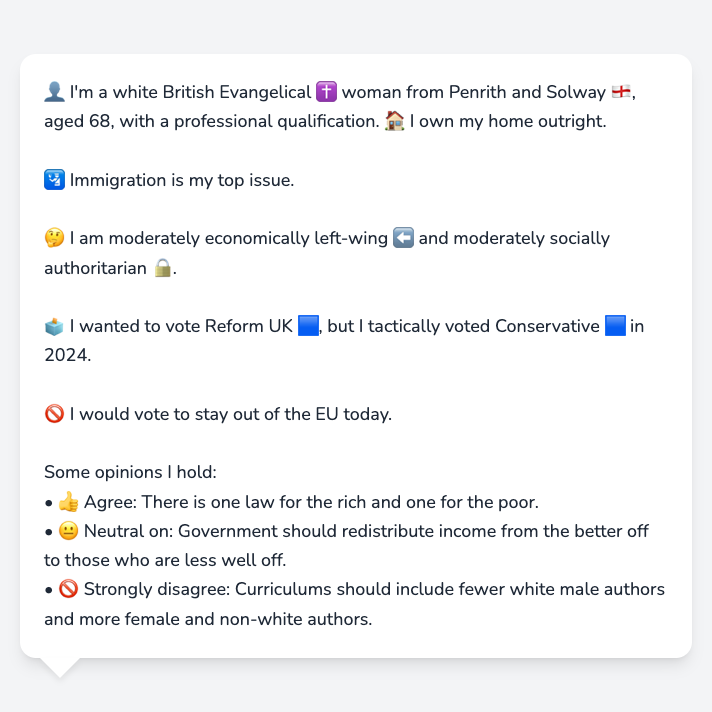 👤 I'm a white British Evangelical ✝️ woman from Penrith and Solway 🏴󠁧󠁢󠁥󠁮󠁧󠁿,
aged 68, with a professional qualification. 🏠 I own my home outright.
🛂 Immigration is my top issue.
🤔 I am moderately economically left-wing ⬅️ and moderately socially
authoritarian 🔒.
🗳️ I wanted to vote Reform UK 🟦, but I tactically voted Conservative 🟦 in
2024.
🚫 I would vote to stay out of the EU today.
Some opinions I hold:
• 👍 Agree: There is one law for the rich and one for the poor.
• 😐 Neutral on: Government should redistribute income from the better off
to those who are less well off.
• 🚫 Strongly disagree: Curriculums should include fewer white male authors
and more female and non-white authors.